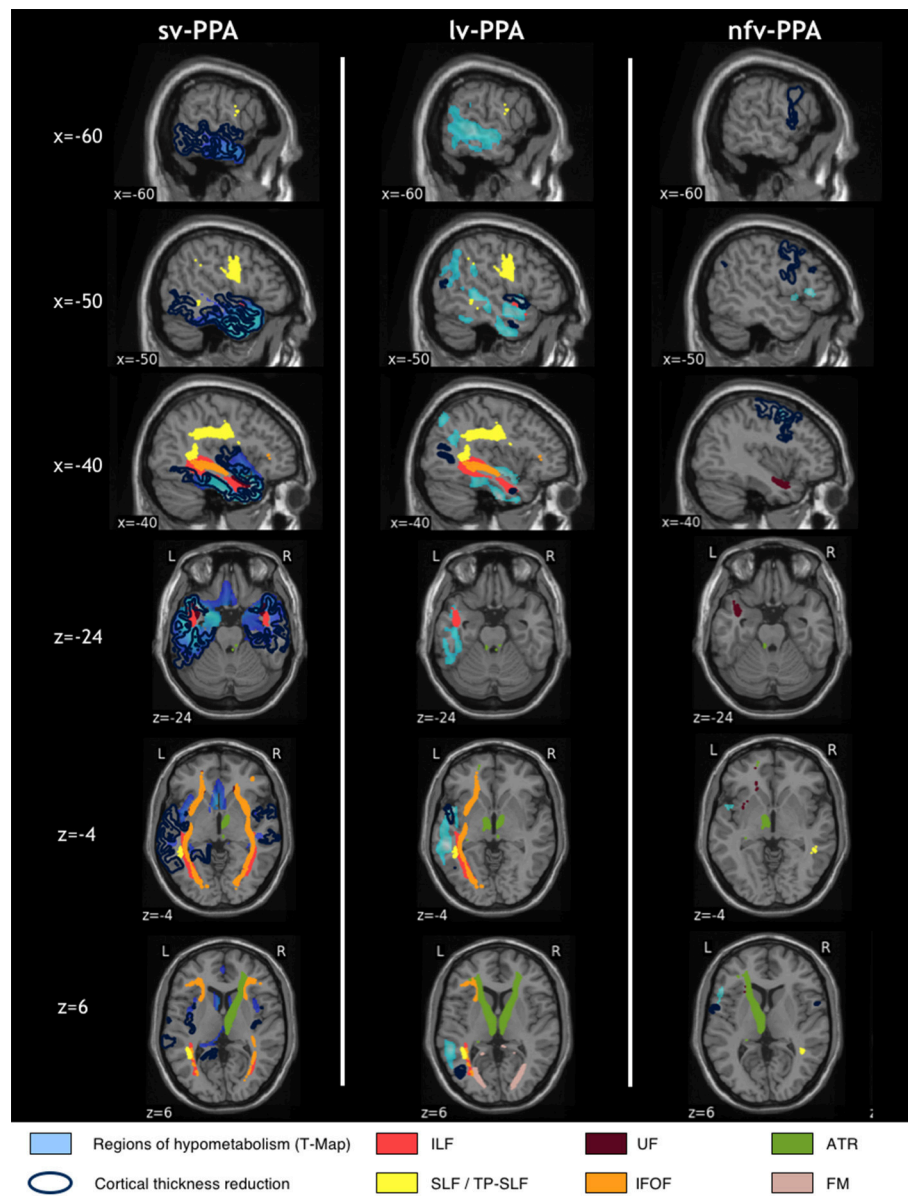 sv-PPA lv-PPA nfv-PPA
x=-60
x=-60 x=-60 x=-60
x=-50
x=-50 x=-50 x=-50
x=-40
x=-40 x=-40 x=-40
L R L R L R
z=-24
z=-24 z=-24 z=-24
L R L R L R
z=-4
z=-4 z=-4 z=-4
L R L R L R
z=6
z=6 z=6 z=6 z
Regions of hypometabolism (T-Map) ILF UF ATR
Cortical thickness reduction SLF / TP-SLF IFOF FM